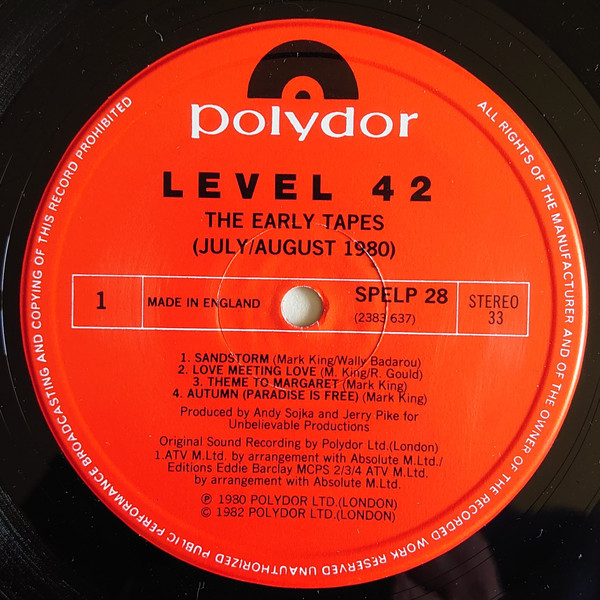 polydor
LEVEL 42
THE EARLY TAPES
(JULY/AUGUST 1980)
1
MADE IN ENGLAND
SPELP 28
(2383 637)
STEREO
33
1. SANDSTORM (Mark King/Wally Badarou)
2. LOVE MEETING LOVE (M. King/R. Gould)
3. THEME TO MARGARET (Mark King)
4. AUTUMN (PARADISE IS FREE) (Mark King)
Produced by Andy Sojka and Jerry Pike for
Unbelievable Productions
Original Sound Recording by Polydor Ltd.(London)
1.ATV M.Ltd. by arrangement with Absolute M.Ltd./
Editions Eddie Barclay MCPS 2/3/4 ATV M.Ltd.
by arrangement with Absolute M.Ltd.
℗ 1980 POLYDOR LTD.(LONDON)
© 1982 POLYDOR LTD.(LONDON)
ALL RIGHTS OF THE MANUFACTURER AND OF THE OWNER OF THE RECORDED WORK RESERVED UNAUTHORIZED PUBLIC PERFORMANCE BROADCASTING AND COPYING OF THIS RECORD PROHIBITED